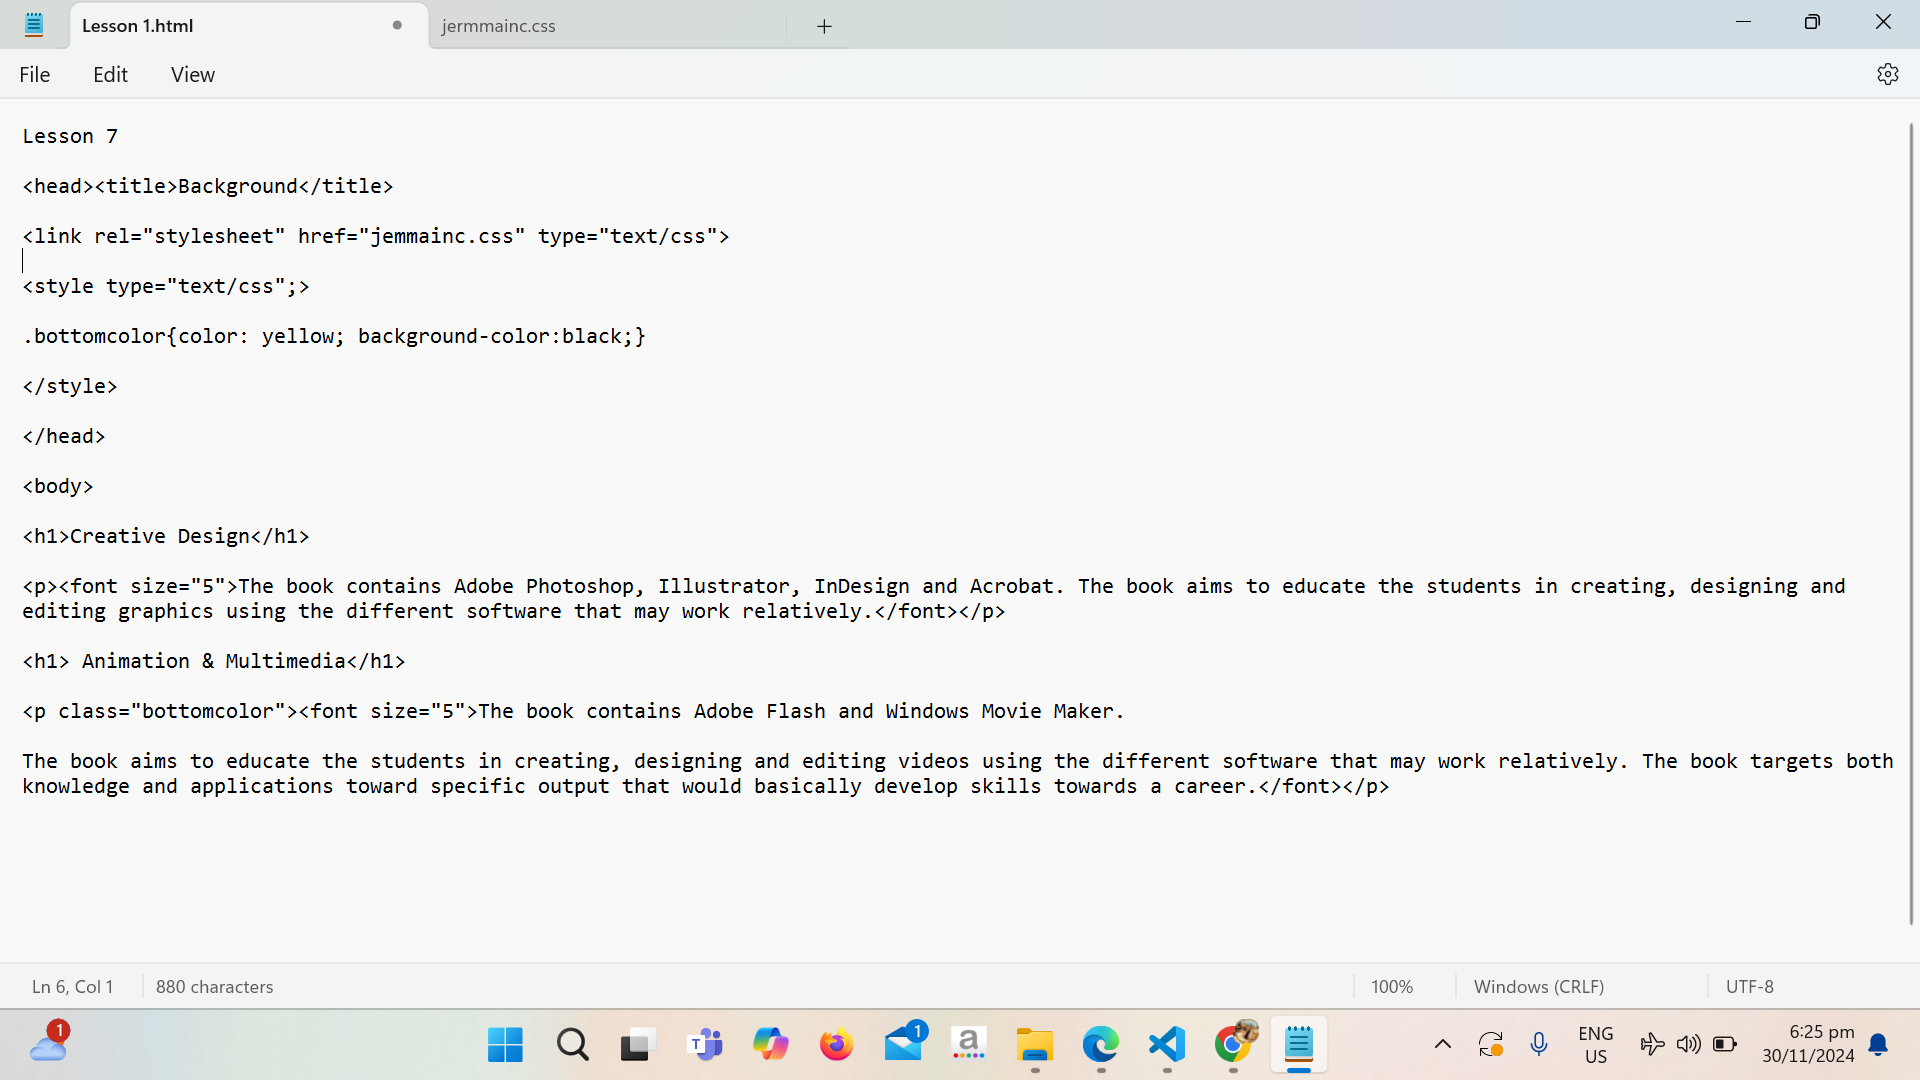 Lesson 1.html
jermmainc.css
File Edit View
Lesson 7
<head><title>Background</title>
<link rel="stylesheet" href="jemmainc.css" type="text/css">
<style type="text/css";>
.bottomcolor{color: yellow; background-color:black;}
</style>
</head>
<body>
<h1>Creative Design</h1>
<p><font size="5">The book contains Adobe Photoshop, Illustrator, InDesign and Acrobat. The book aims to educate the students in creating, designing and
editing graphics using the different software that may work relatively.</font></p>
<h1> Animation & Multimedia</h1>
<p class="bottomcolor"><font size="5">The book contains Adobe Flash and Windows Movie Maker.
The book aims to educate the students in creating, designing and editing videos using the different software that may work relatively. The book targets both
knowledge and applications toward specific output that would basically develop skills towards a career.</font></p>
Ln 6, Col 1 880 characters 100% Windows (CRLF) UTF-8
1
T
1
a
ENG
US
6:25 pm
30/11/2024